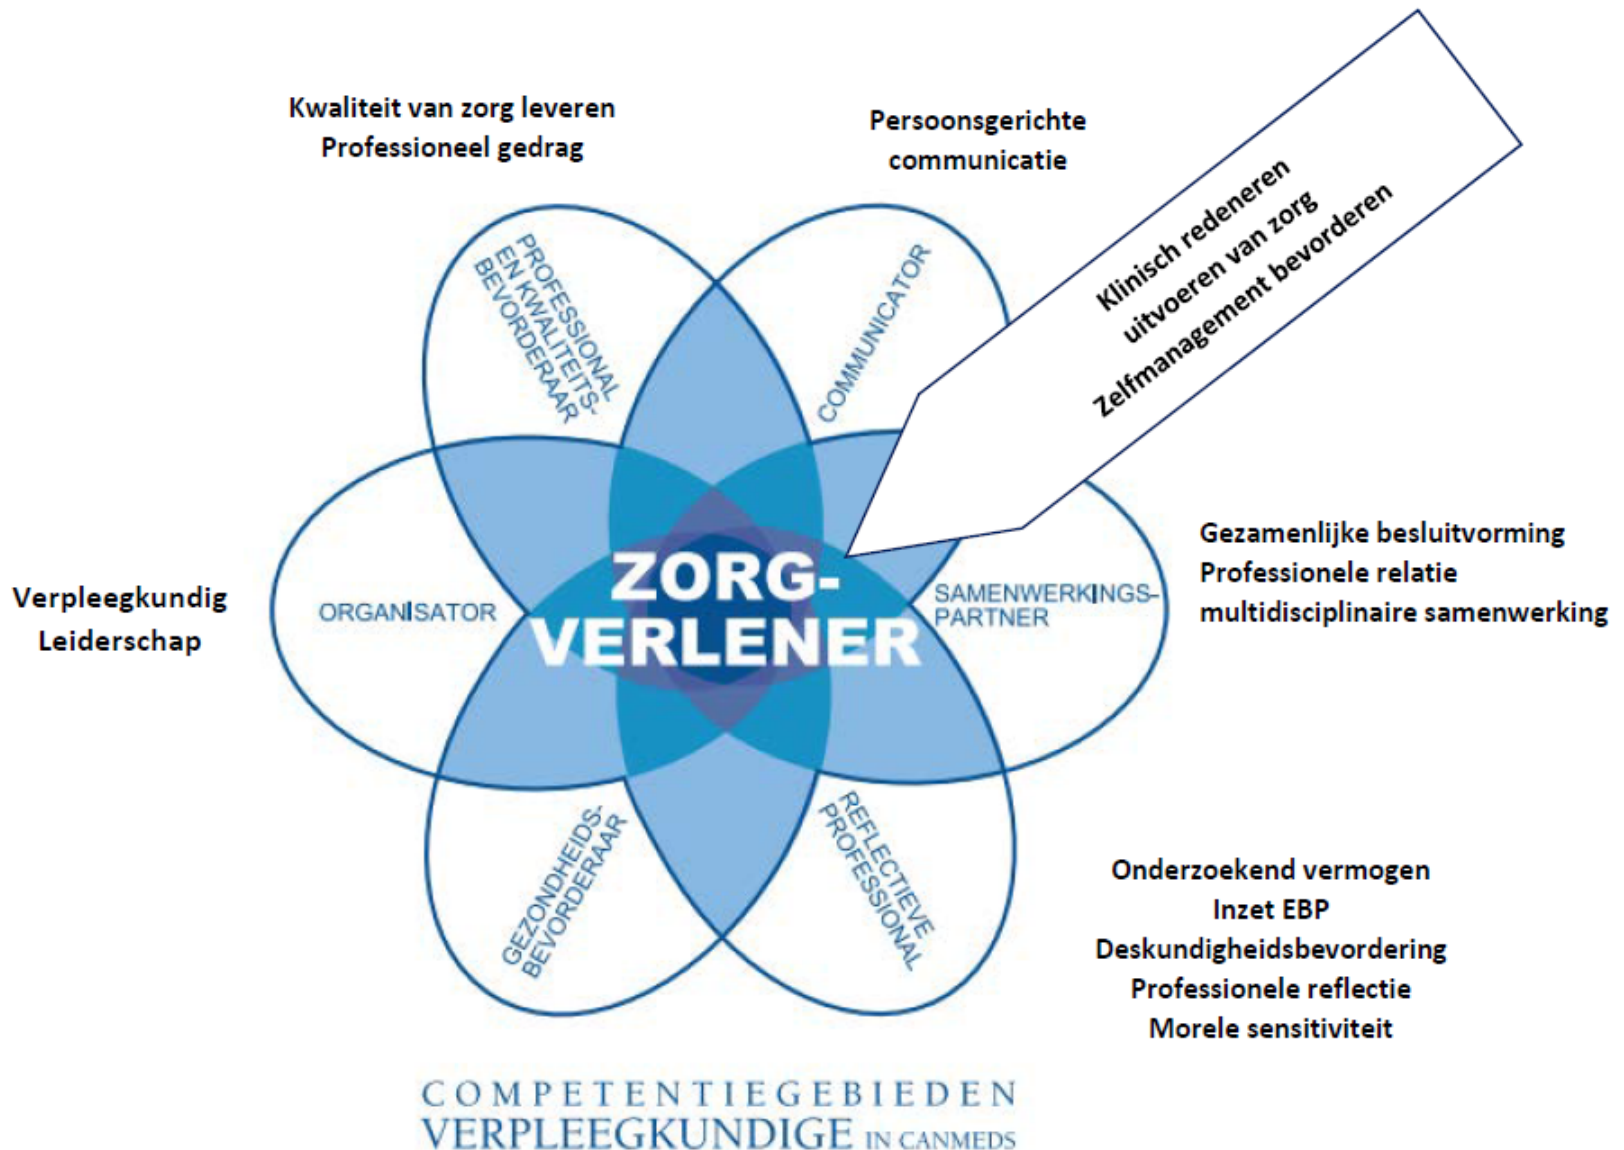 Kwaliteit van zorg leveren
Professioneel gedrag
Persoonsgerichte
communicatie
Klinisch redeneren
uitvoeren van zorg
Zelfmanagement bevorderen
PROFESSIONAL
EN KWALITEITS-
BEVORDERAAR
COMMUNICATOR
Gezamenlijke besluitvorming
Professionele relatie
multidisciplinaire samenwerking
Verpleegkundig
Leiderschap
ORGANISATOR
ZORG-
VERLENER
SAMENWERKINGS-
PARTNER
GEZONDHEIDS-
BEVORDERAAR
REFLECTIEVE
PROFESSIONAL
Onderzoekend vermogen
Inzet EBP
Deskundigheidsbevordering
Professionele reflectie
Morele sensitiviteit
COMPETENTIEGEBIEDEN
VERPLEEGKUNDIGE IN CANMEDS